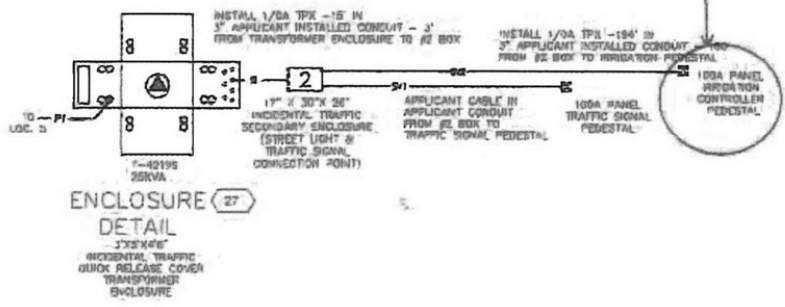 INSTALL 1/0A TPX -15' IN
3" APPLICANT INSTALLED CONDUIT - 3'
FROM TRANSFORMER ENCLOSURE TO #2 BOX
INSTALL 1/0A TPX -194' IN
3" APPLICANT INSTALLED CONDUIT
FROM #2 BOX TO IRRIGATION PEDESTAL
TO
LOC. 5
P1
S1
2
SV1
17" X 30"X 26"
INCIDENTAL TRAFFIC
SECONDARY ENCLOSURE
(STREET LIGHT &
TRAFFIC SIGNAL
CONNECTION POINT)
APPLICANT CABLE IN
APPLICANT CONDUIT
FROM #2 BOX TO
TRAFFIC SIGNAL PEDESTAL
100A PANEL
TRAFFIC SIGNAL
PEDESTAL
100A PANEL
IRRIGATION
CONTROLLER
PEDESTAL
42195
25KVA
ENCLOSURE 27
DETAIL
INCIDENTAL TRAFFIC
QUICK RELEASE COVER
TRANSFORMER
ENCLOSURE